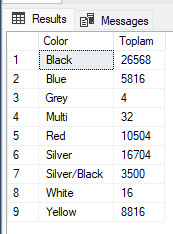 Results Messages
Color Toplam
1 Black 26568
2 Blue 5816
3 Grey 4
4 Multi 32
5 Red 10504
6 Silver 16704
7 Silver/Black 3500
8 White 16
9 Yellow 8816